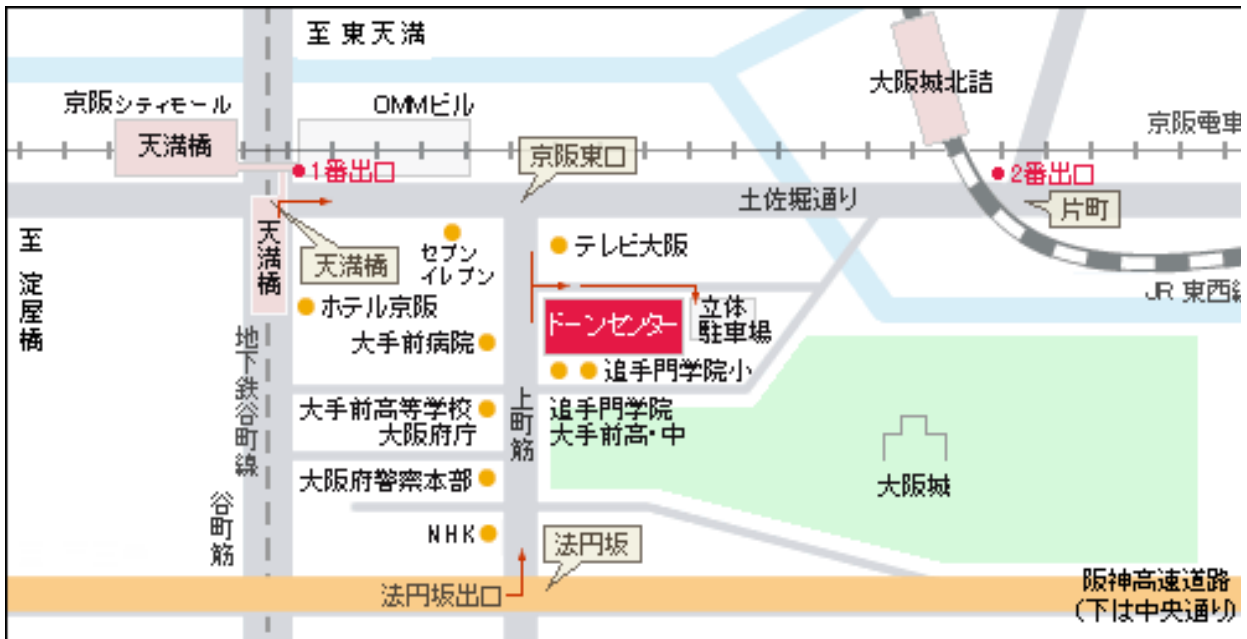 至 東天満
大阪城北詰
京阪シティモール
OMMビル
京阪電車
天満橋
京阪東口
1番出口
2番出口
土佐堀通り
片町
至 淀屋橋
天満橋
天満橋
セブン
イレブン
テレビ大阪
JR 東西線
ホテル京阪
ドーンセンター
立体
駐車場
大手前病院
地下鉄谷町線
追手門学院小
上町筋
大手前高等学校
大阪府庁
追手門学院
大手前高・中
大阪城
大阪府警察本部
谷町筋
NHK
法円坂
法円坂出口
阪神高速道路
(下は中央通り)